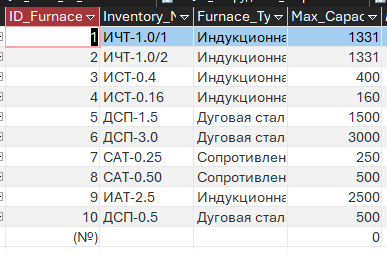 ID_Furnace Inventory_N Furnace_Ty Max_Capac
1 ИЧТ-1.0/1 Индукционна 1331
2 ИЧТ-1.0/2 Индукционна 1331
3 ИСТ-0.4 Индукционна 400
4 ИСТ-0.16 Индукционна 160
5 ДСП-1.5 Дуговая стал 1500
6 ДСП-3.0 Дуговая стал 3000
7 САТ-0.25 Сопротивлен 250
8 САТ-0.50 Сопротивлен 500
9 ИАТ-2.5 Индукционна 2500
10 ДСП-0.5 Дуговая стал 500
(№) 0